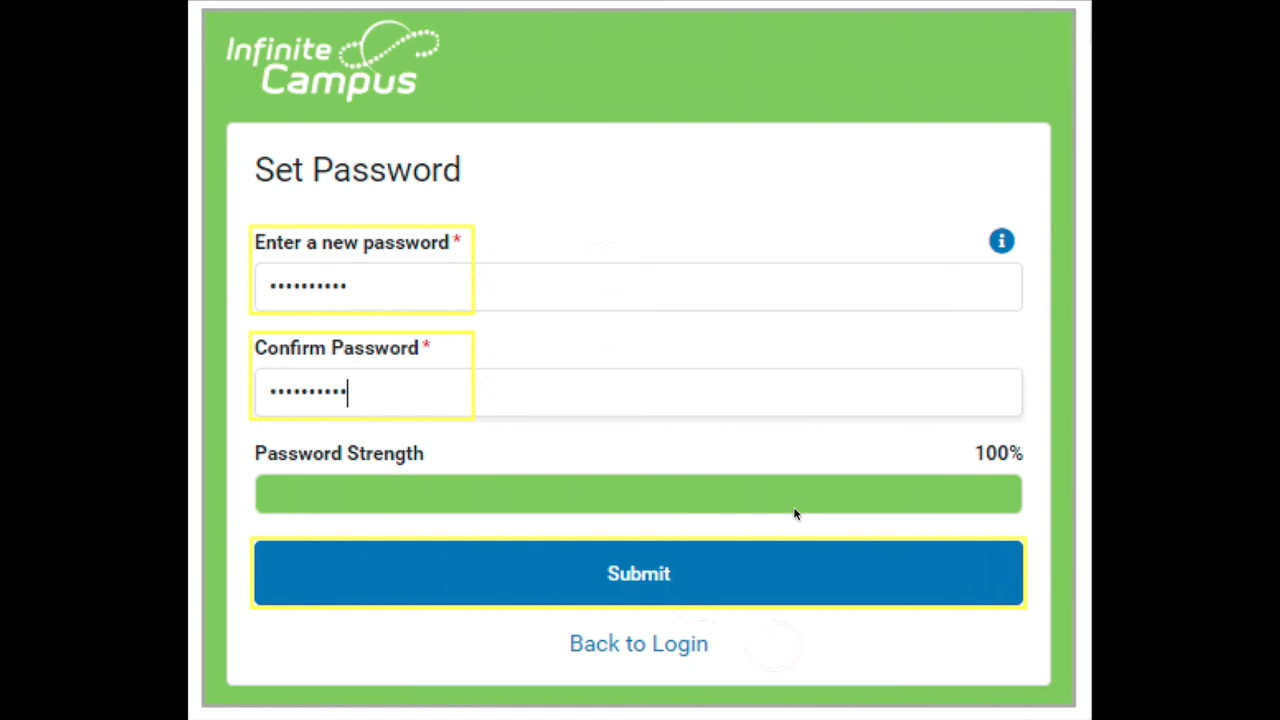 Infinite
Campus
Set Password
Enter a new password *
••••••••••
Confirm Password *
••••••••••
Password Strength 100%
Submit
Back to Login